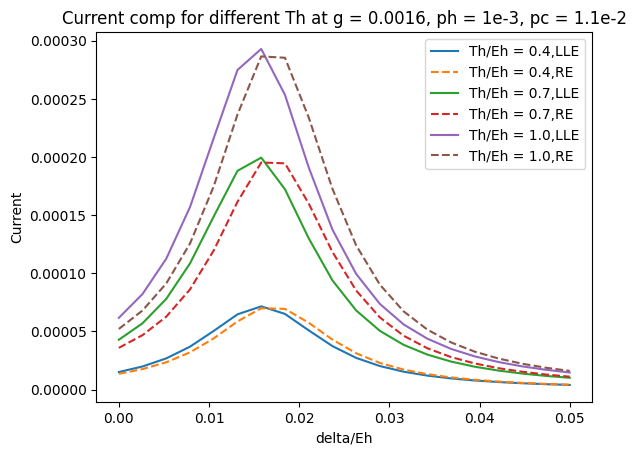 Current comp for different Th at g = 0.0016, ph = 1e-3, pc = 1.1e-2
0.00030
0.00025
0.00020
0.00015
0.00010
0.00005
0.00000
Current
Th/Eh = 0.4,LLE
Th/Eh = 0.4,RE
Th/Eh = 0.7,LLE
Th/Eh = 0.7,RE
Th/Eh = 1.0,LLE
Th/Eh = 1.0,RE
0.00 0.01 0.02 0.03 0.04 0.05
delta/Eh